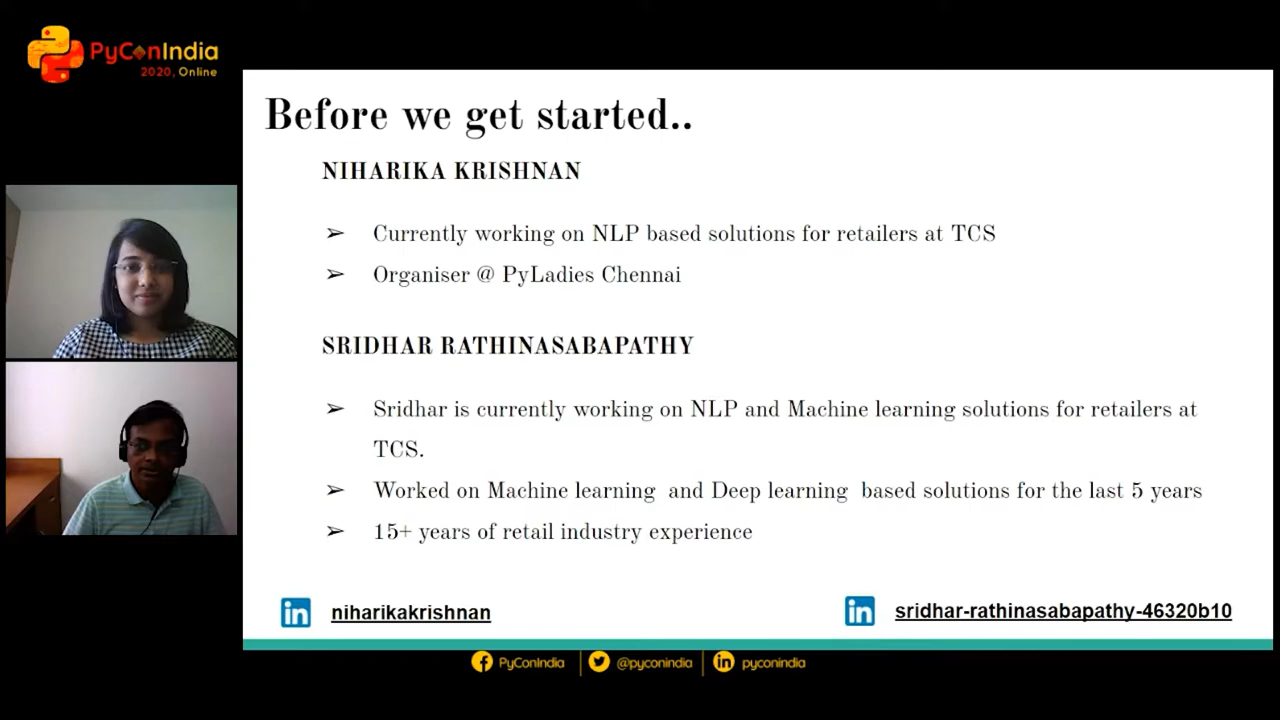 PyConIndia
2020, Online
Before we get started..
NIHARIKA KRISHNAN
➢ Currently working on NLP based solutions for retailers at TCS
➢ Organiser @ PyLadies Chennai
SRIDHAR RATHINASABAPATHY
➢ Sridhar is currently working on NLP and Machine learning solutions for retailers at
TCS.
➢ Worked on Machine learning and Deep learning based solutions for the last 5 years
➢ 15+ years of retail industry experience
in niharikakrishnan
in sridhar-rathinasabapathy-46320b10
PyConIndia @pyconindia in pyconindia